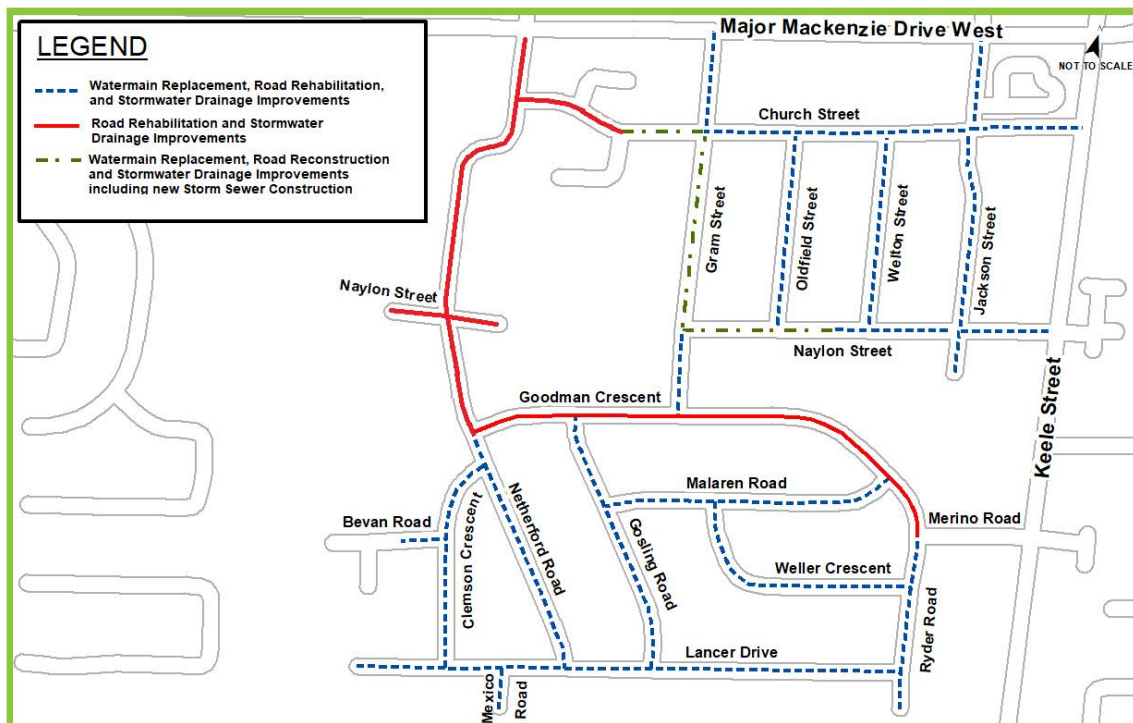 Major Mackenzie Drive West
LEGEND
NOT TO SCALE
Watermain Replacement, Road Rehabilitation,
and Stormwater Drainage Improvements
Road Rehabilitation and Stormwater
Drainage Improvements
Watermain Replacement, Road Reconstruction
and Stormwater Drainage Improvements
including new Storm Sewer Construction
Church Street
Gram Street
Oldfield Street
Welton Street
Jackson Street
Naylon Street
Naylon Street
Goodman Crescent
Keele Street
Malaren Road
Bevan Road
Clemson Crescent
Netherford Road
Gosling Road
Merino Road
Weller Crescent
Ryder Road
Lancer Drive
Mexico
Road